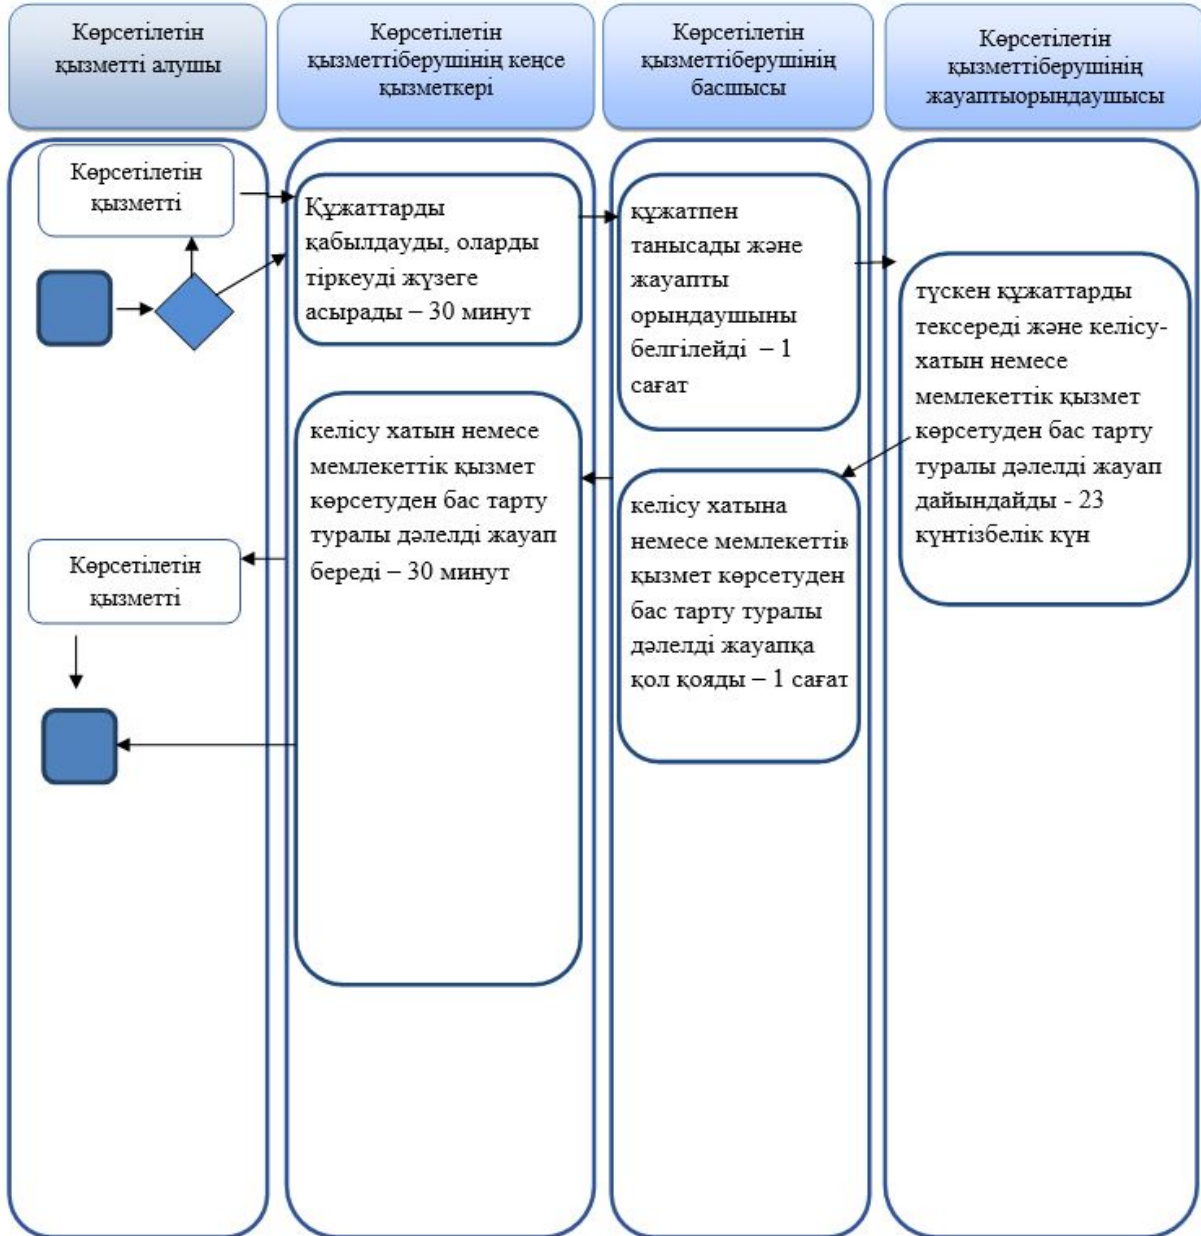 Көрсетілетін
қызметті алушы
Көрсетілетін
қызметтіберушінің кеңсе
қызметкері
Көрсетілетін
қызметтіберушінің
басшысы
Көрсетілетін
қызметтіберушінің
жауаптыорындаушысы
Көрсетілетін
қызметті
Құжаттарды
қабылдауды, оларды
тіркеуді жүзеге
асырады – 30 минут
құжатпен
танысады және
жауапты
орындаушыны
белгілейді – 1
сағат
түскен құжаттарды
тексереді және келісу-
хатын немесе
мемлекеттік қызмет
көрсетуден бас тарту
туралы дәлелді жауап
дайындайды - 23
күнтізбелік күн
келісу хатына
немесе мемлекеттік
қызмет көрсетуден
бас тарту туралы
дәлелді жауапқа
қол қояды – 1 сағат
келісу хатын немесе
мемлекеттік қызмет
көрсетуден бас тарту
туралы дәлелді жауап
береді – 30 минут
Көрсетілетін
қызметті